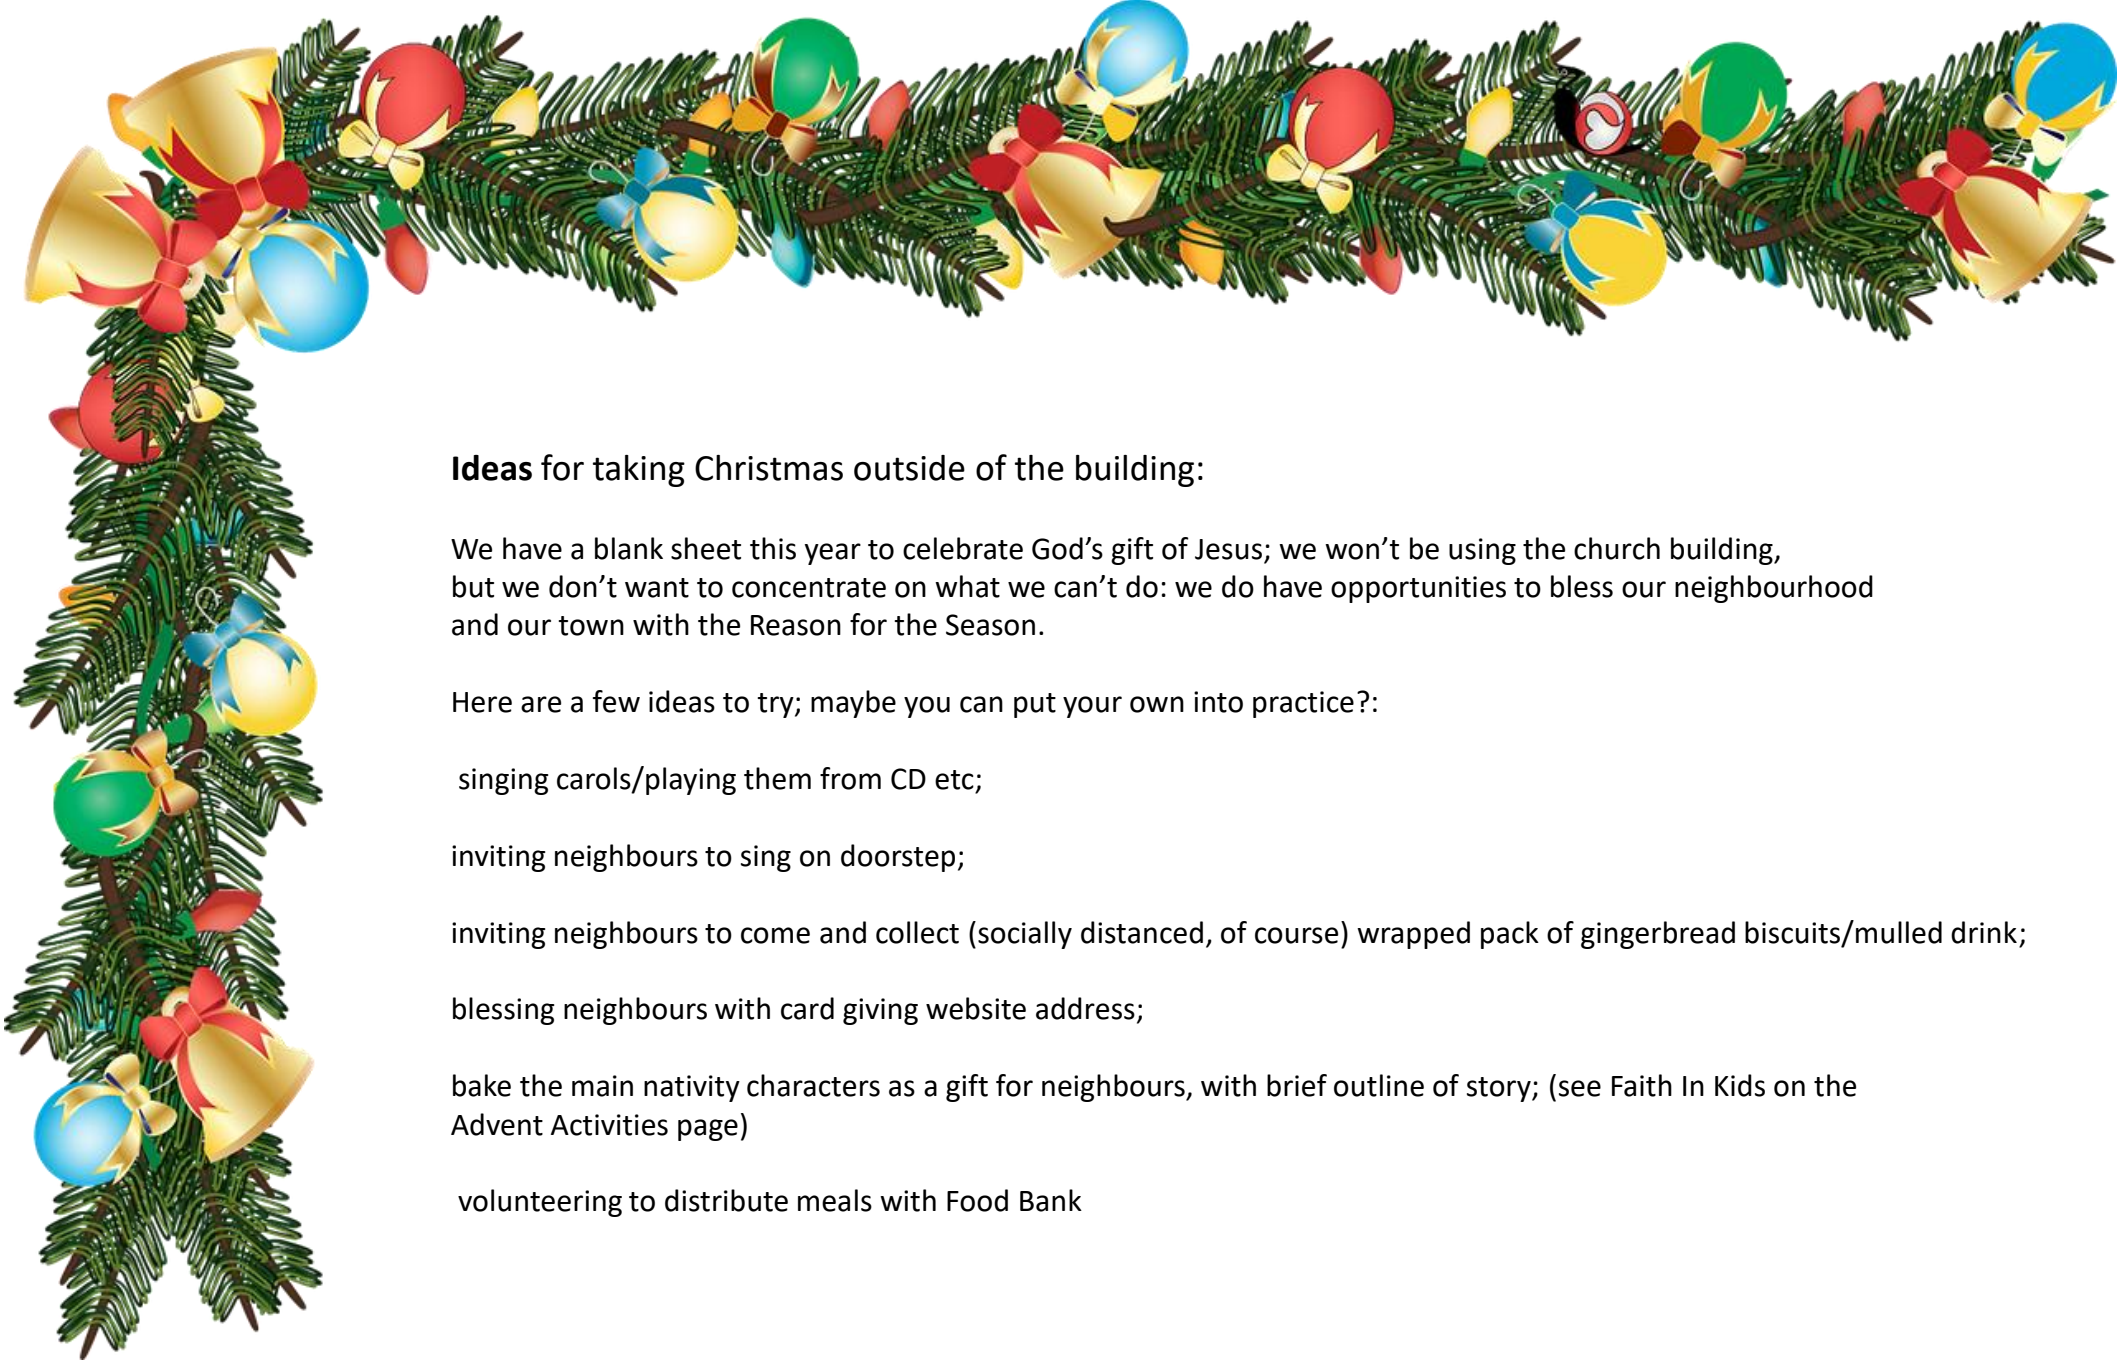 Ideas for taking Christmas outside of the building:
We have a blank sheet this year to celebrate God’s gift of Jesus; we won’t be using the church building,
but we don’t want to concentrate on what we can’t do: we do have opportunities to bless our neighbourhood
and our town with the Reason for the Season.
Here are a few ideas to try; maybe you can put your own into practice?:
singing carols/playing them from CD etc;
inviting neighbours to sing on doorstep;
inviting neighbours to come and collect (socially distanced, of course) wrapped pack of gingerbread biscuits/mulled drink;
blessing neighbours with card giving website address;
bake the main nativity characters as a gift for neighbours, with brief outline of story; (see Faith In Kids on the
Advent Activities page)
volunteering to distribute meals with Food Bank